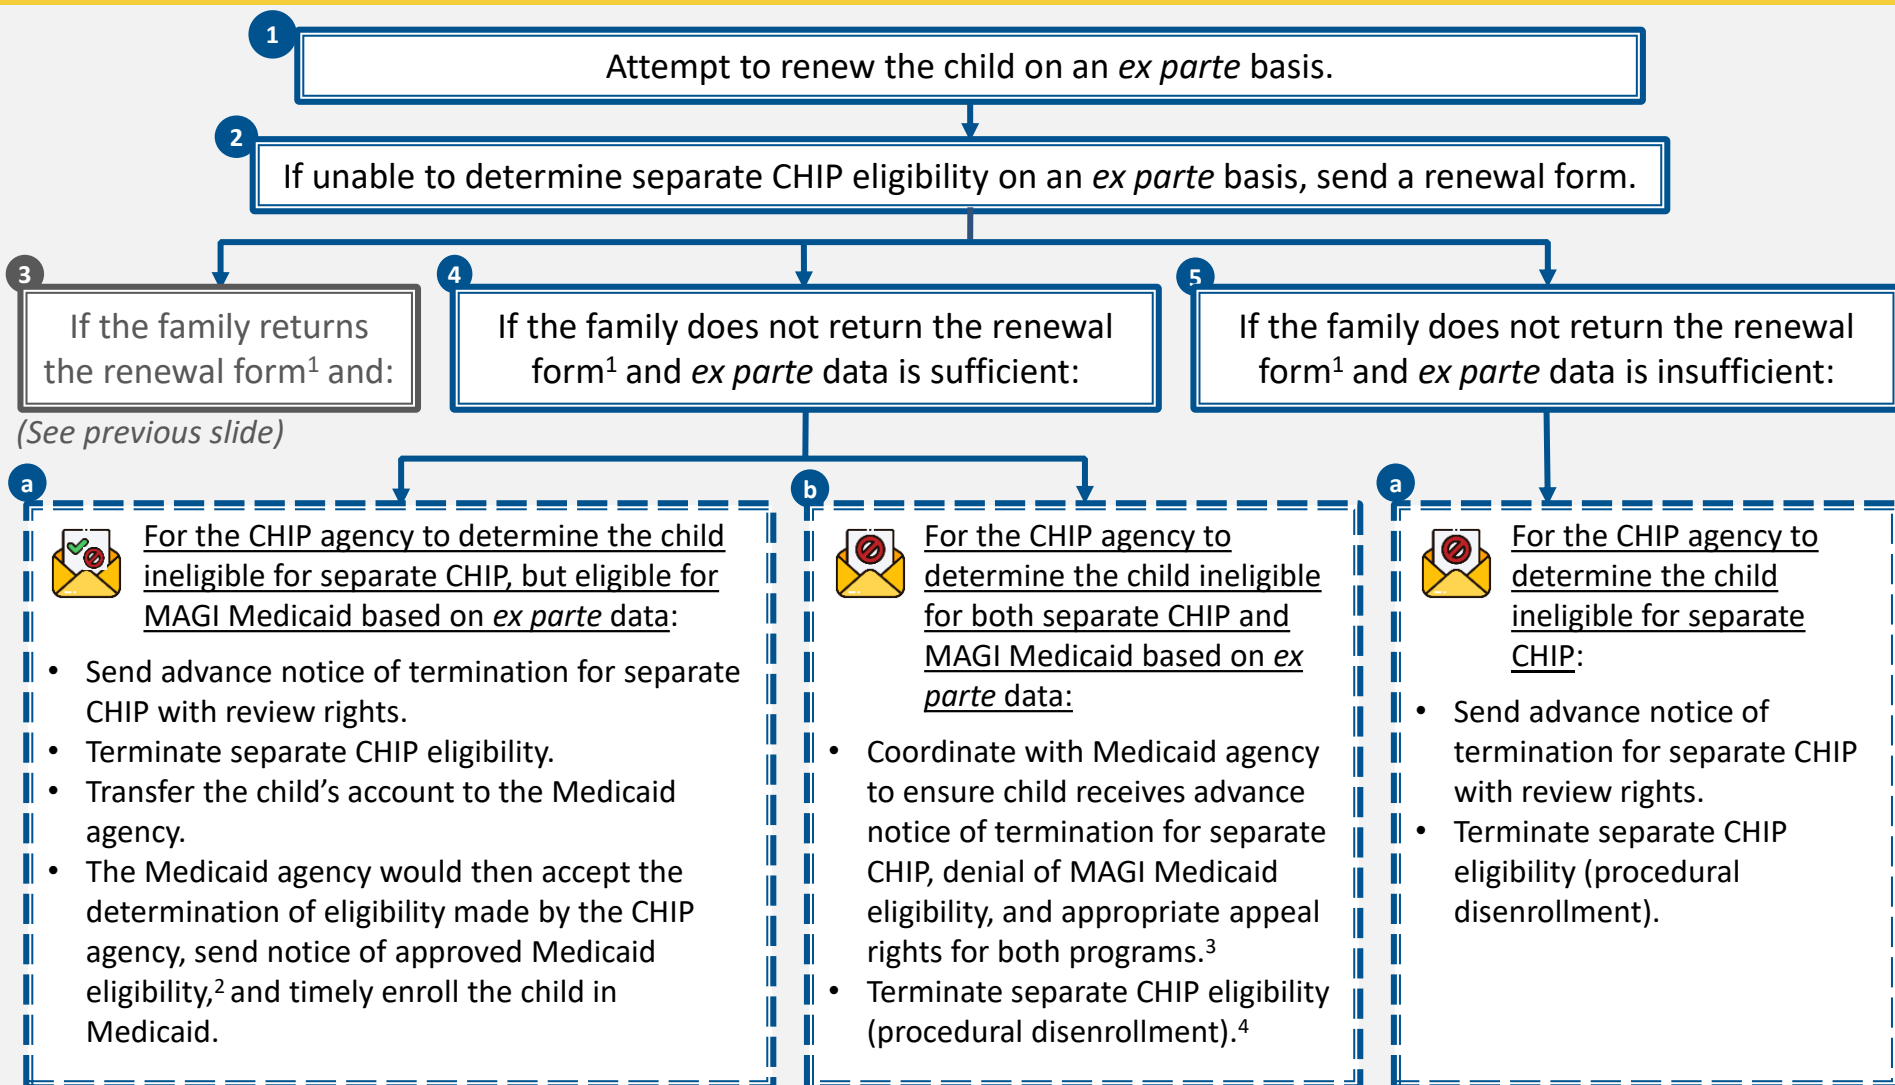 1
Attempt to renew the child on an ex parte basis.
2
If unable to determine separate CHIP eligibility on an ex parte basis, send a renewal form.
3
If the family returns
the renewal form¹ and:
(See previous slide)
4
If the family does not return the renewal
form¹ and ex parte data is sufficient:
5
If the family does not return the renewal
form¹ and ex parte data is insufficient:
a
For the CHIP agency to determine the child
ineligible for separate CHIP, but eligible for
MAGI Medicaid based on ex parte data:
• Send advance notice of termination for separate
CHIP with review rights.
• Terminate separate CHIP eligibility.
• Transfer the child’s account to the Medicaid
agency.
• The Medicaid agency would then accept the
determination of eligibility made by the CHIP
agency, send notice of approved Medicaid
eligibility,² and timely enroll the child in
Medicaid.
b
For the CHIP agency to
determine the child ineligible
for both separate CHIP and
MAGI Medicaid based on ex
parte data:
• Coordinate with Medicaid agency
to ensure child receives advance
notice of termination for separate
CHIP, denial of MAGI Medicaid
eligibility, and appropriate appeal
rights for both programs.³
• Terminate separate CHIP eligibility
(procedural disenrollment).⁴
a
For the CHIP agency to
determine the child
ineligible for separate
CHIP:
• Send advance notice of
termination for separate CHIP
with review rights.
• Terminate separate CHIP
eligibility (procedural
disenrollment).